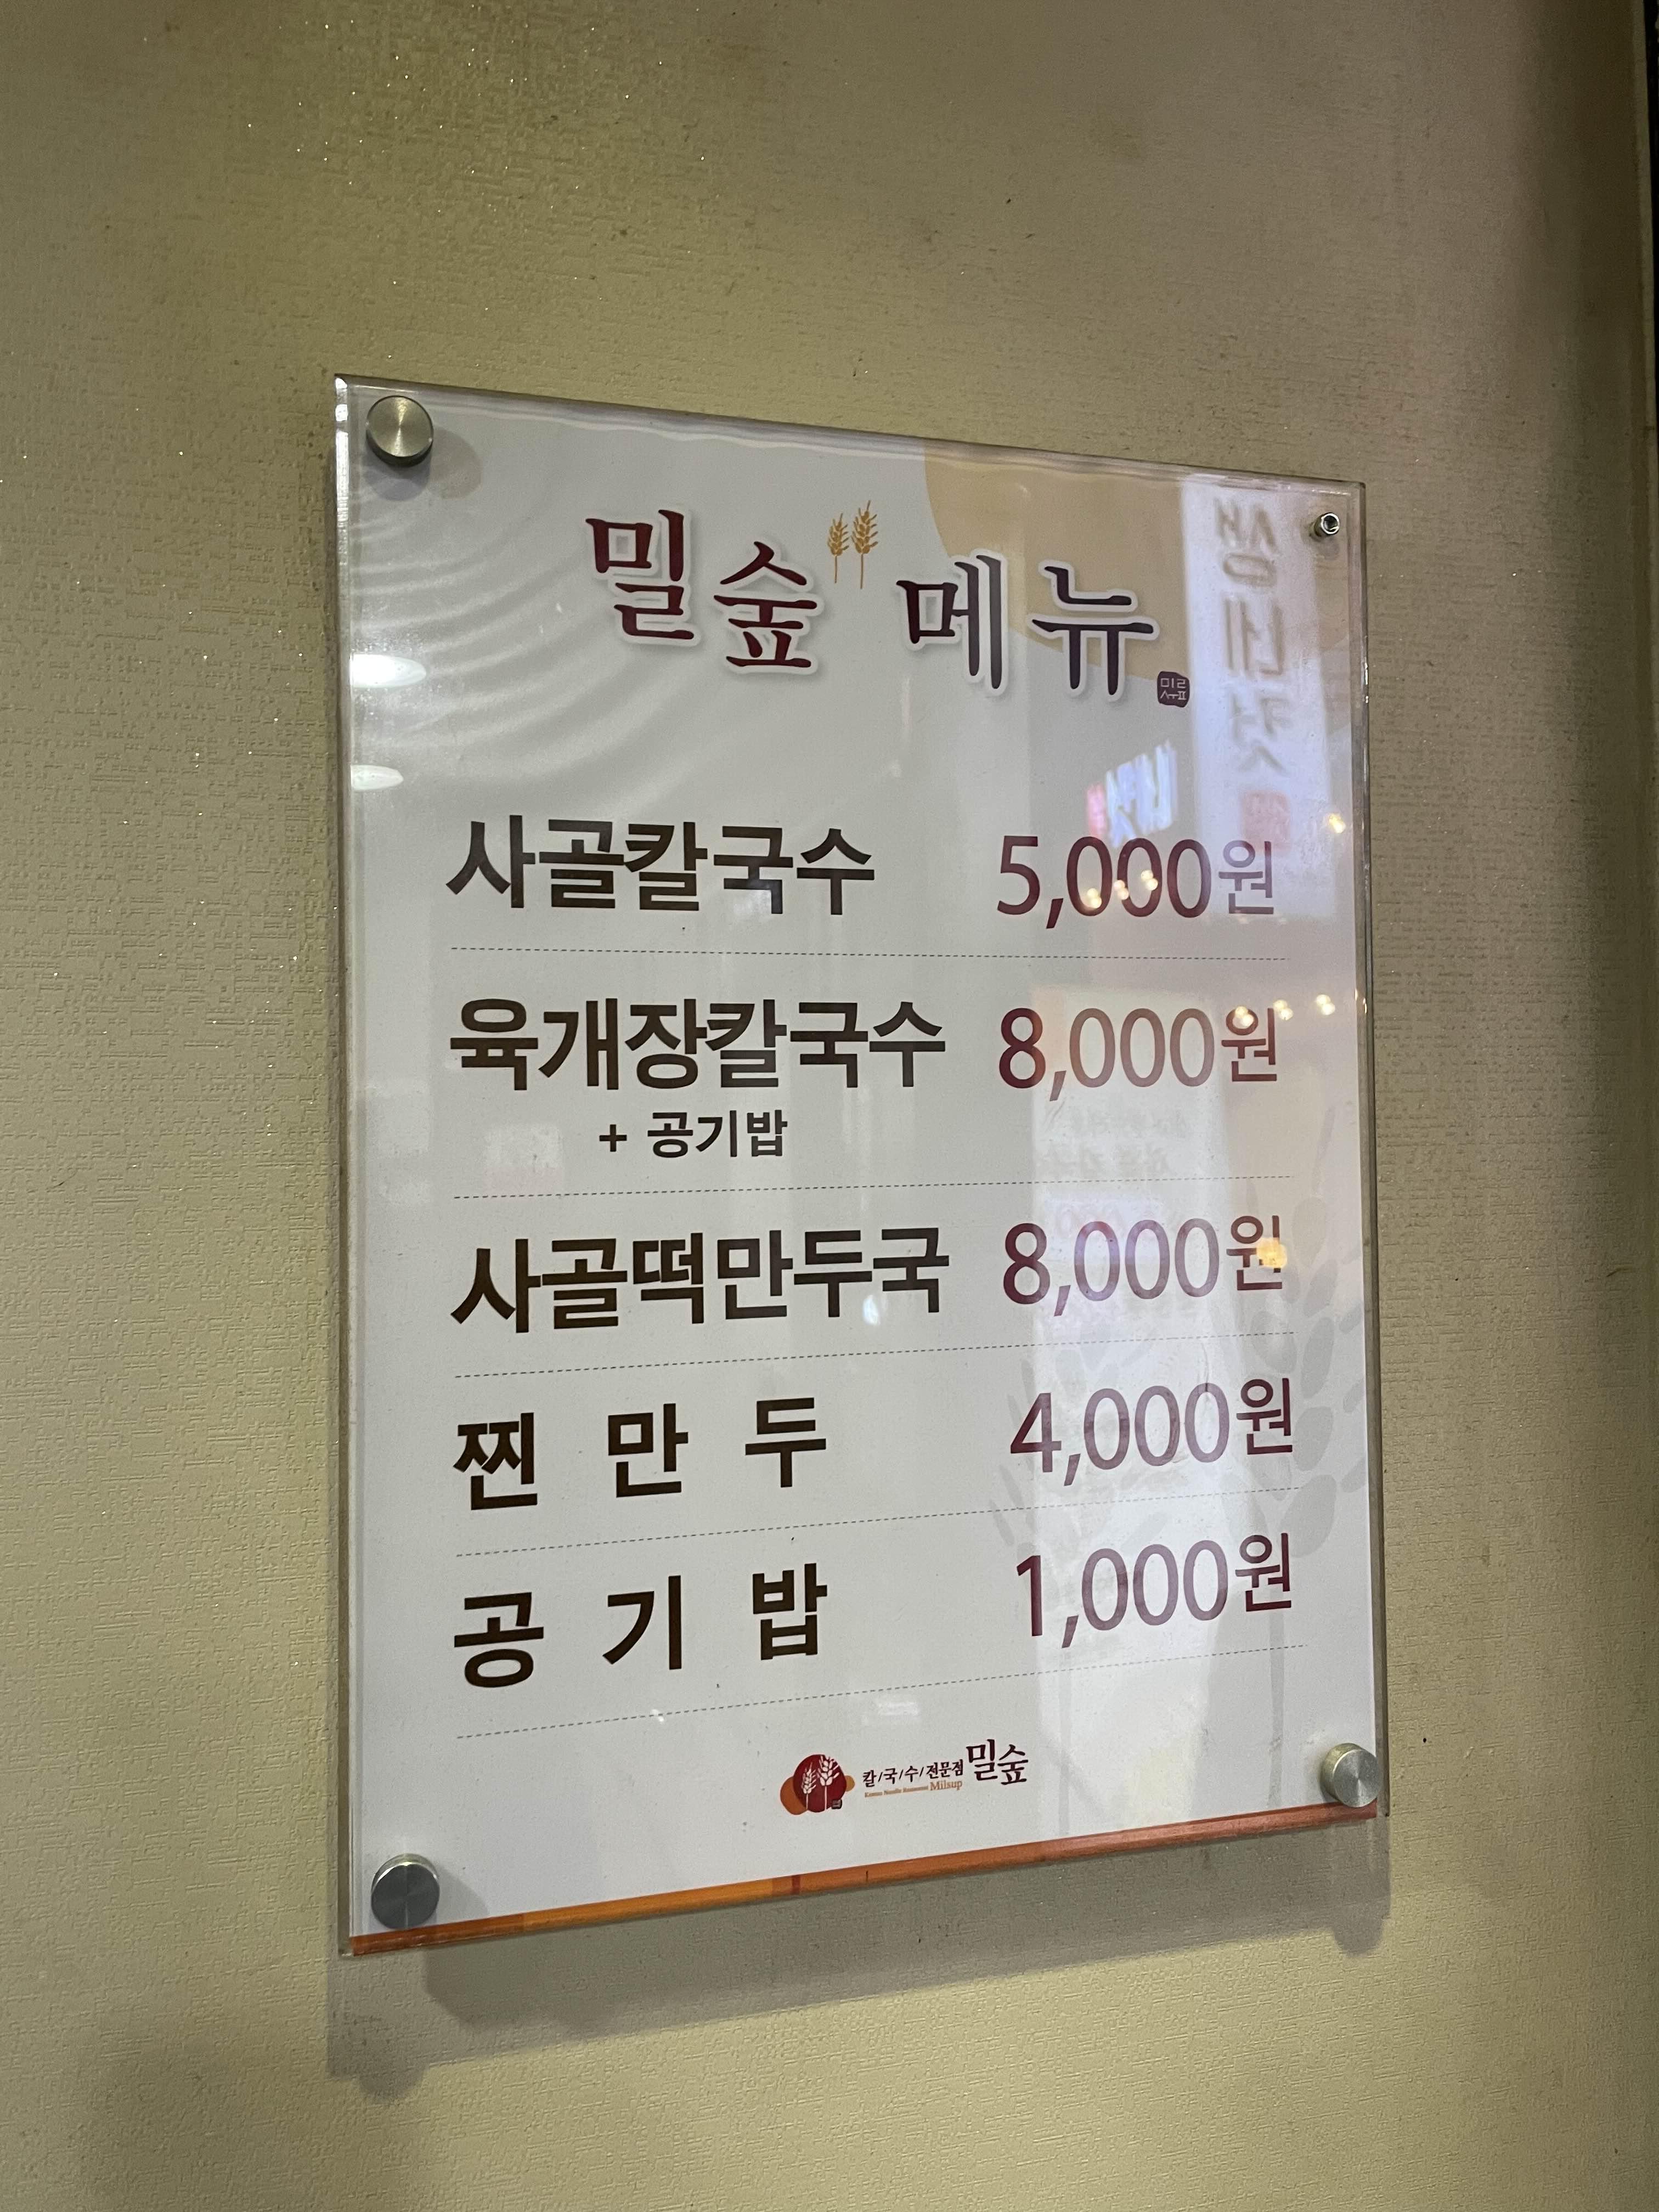 밀숲 메뉴
밀숲
사골칼국수 5,000원
육개장칼국수 8,000원
+ 공기밥
사골떡만두국 8,000원
찐만두 4,000원
공기밥 1,000원
칼/국/수/전문점 밀숲
Milsup